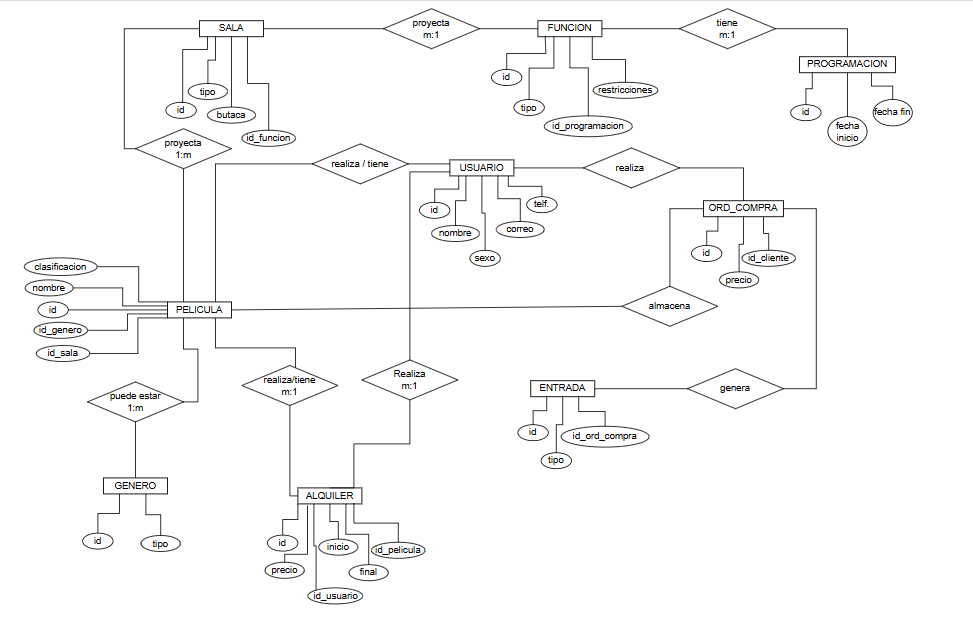 SALA
proyecta
m:1
FUNCION
tiene
m:1
PROGRAMACION
id
tipo
butaca
id_funcion
id
tipo
id_programacion
restricciones
id
fecha
inicio
fecha fin
proyecta
1:m
realiza / tiene
USUARIO
realiza
id
nombre
sexo
correo
telf.
ORD_COMPRA
id
precio
id_cliente
clasificacion
nombre
id
id_genero
id_sala
PELICULA
almacena
puede estar
1:m
realiza/tiene
m:1
Realiza
m:1
ENTRADA
genera
id
tipo
id_ord_compra
GENERO
id
tipo
ALQUILER
id
precio
id_usuario
inicio
final
id_pelicula